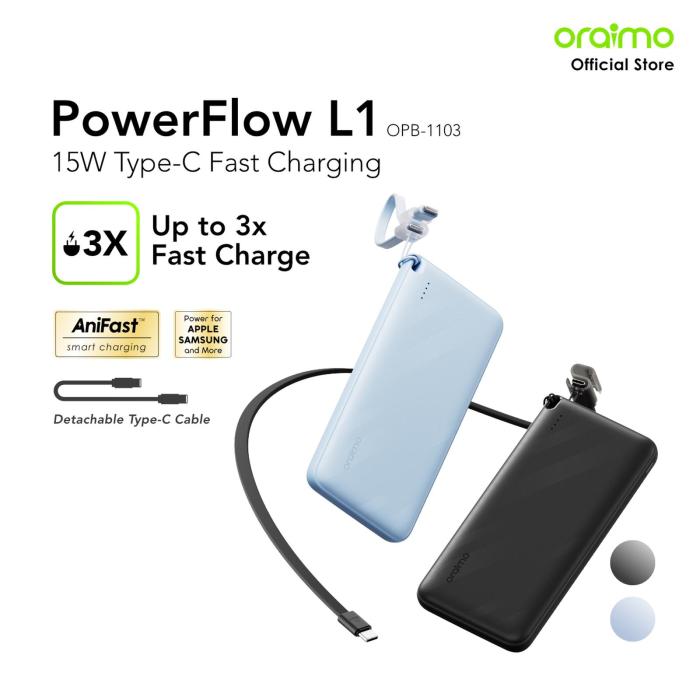 oraimo
Official Store
PowerFlow L1 OPB-1103
15W Type-C Fast Charging
3X
Up to 3x
Fast Charge
AniFast™
smart charging
Power for
APPLE
SAMSUNG
and More
Detachable Type-C Cable
oraimo
oraimo